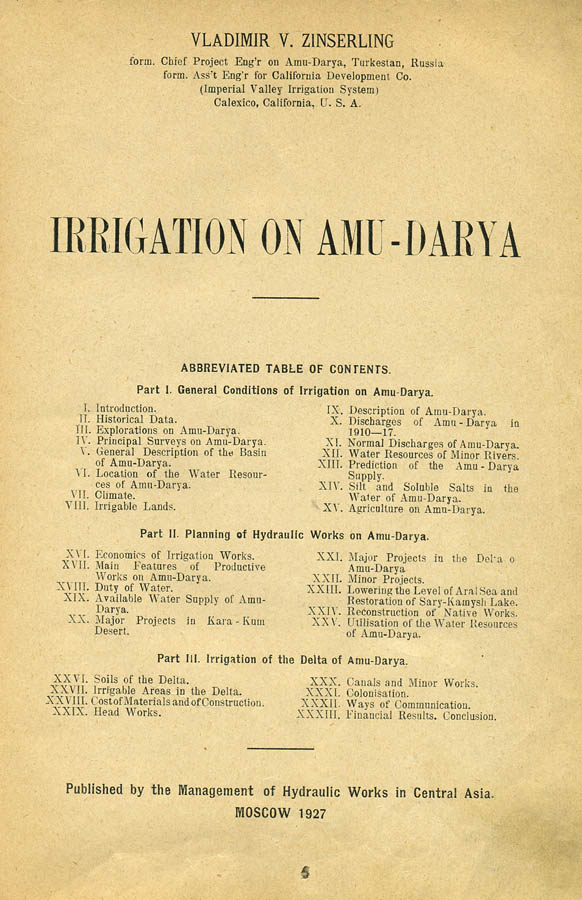 VLADIMIR V. ZINSERLING
form. Chief Project Eng'r on Amu-Darya, Turkestan, Russia
form. Ass't Eng'r for California Development Co.
(Imperial Valley Irrigation System)
Calexico, California, U. S. A.
IRRIGATION ON AMU-DARYA
ABBREVIATED TABLE OF CONTENTS.
Part I. General Conditions of Irrigation on Amu-Darya.
I. Introduction.
II. Historical Data.
III. Explorations on Amu-Darya.
IV. Principal Surveys on Amu-Darya.
V. General Description of the Basin
of Amu-Darya.
VI. Location of the Water Resour-
ces of Amu-Darya.
VII. Climate.
VIII. Irrigable Lands.
IX. Description of Amu-Darya.
X. Discharges of Amu-Darya in
1910—17.
XI. Normal Discharges of Amu-Darya.
XII. Water Resources of Minor Rivers.
XIII. Prediction of the Amu-Darya
Supply.
XIV. Silt and Soluble Salts in the
Water of Amu-Darya.
XV. Agriculture on Amu-Darya.
Part II. Planning of Hydraulic Works on Amu-Darya.
XVI. Economics of Irrigation Works.
XVII. Main Features of Productive
Works on Amu-Darya.
XVIII. Duty of Water.
XIX. Available Water Supply of Amu-
Darya.
XX. Major Projects in Kara-Kum
Desert.
XXI. Major Projects in the Delta o
Amu-Darya
XXII. Minor Projects.
XXIII. Lowering the Level of Aral Sea and
Restoration of Sary-Kamysh Lake.
XXIV. Reconstruction of Native Works.
XXV. Utilisation of the Water Resources
of Amu-Darya.
Part III. Irrigation of the Delta of Amu-Darya.
XXVI. Soils of the Delta.
XXVII. Irrigable Areas in the Delta.
XXVIII. Cost of Materials and of Construction.
XXIX. Head Works.
XXX. Canals and Minor Works.
XXXI. Colonisation.
XXXII. Ways of Communication.
XXXIII. Financial Results. Conclusion.
Published by the Management of Hydraulic Works in Central Asia.
MOSCOW 1927